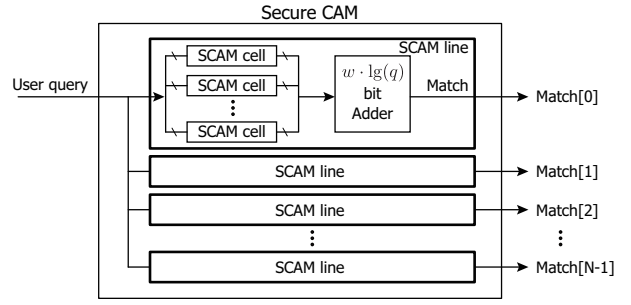 Secure CAM
SCAM line
SCAM cell
SCAM cell
⋮
SCAM cell
w · lg(q)
bit
Adder
Match
User query
Match[0]
SCAM line
Match[1]
SCAM line
Match[2]
⋮
⋮
SCAM line
Match[N-1]